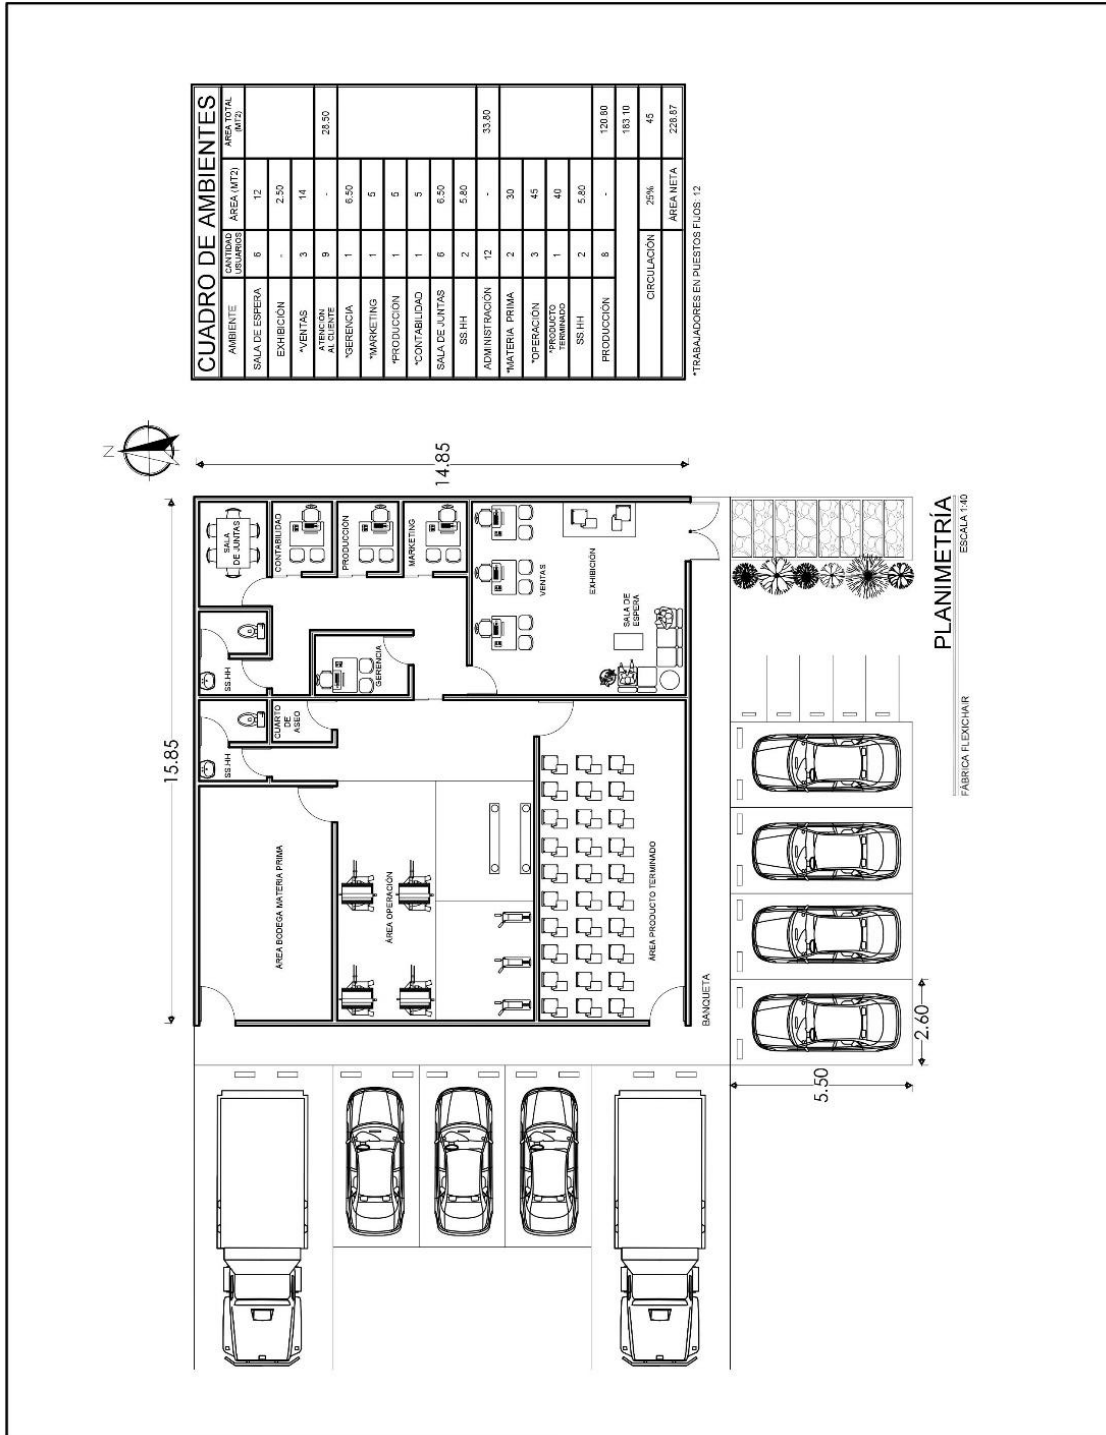 CUADRO DE AMBIENTES
AMBIENTE CANTIDAD USUARIOS ÁREA (MT2) ÁREA TOTAL (MT2)
SALA DE ESPERA 6 12
EXHIBICIÓN - 2.50
*VENTAS 3 14
ATENCIÓN AL CLIENTE 9 - 28.50
*GERENCIA 1 6.50
*MARKETING 1 5
*PRODUCCIÓN 1 5
*CONTABILIDAD 1 5
SALA DE JUNTAS 6 6.50
SS.HH 2 5.80
ADMINISTRACIÓN 12 - 33.80
*MATERIA PRIMA 2 30
*OPERACIÓN 3 45
*PRODUCTO TERMINADO 1 40
SS.HH 2 5.80
PRODUCCIÓN 8 - 120.80
183.10
CIRCULACIÓN 25% 45
ÁREA NETA 228.87
*TRABAJADORES EN PUESTOS FIJOS: 12
N
15.85
14.85
SALA
DE JUNTAS
CONTABILIDAD
PRODUCCIÓN
MARKETING
SS.HH
GERENCIA
VENTAS
EXHIBICIÓN
SALA DE
ESPERA
SS.HH
CUARTO
DE
ASEO
ÁREA BODEGA MATERIA PRIMA
ÁREA OPERACIÓN
ÁREA PRODUCTO TERMINADO
BANQUETA
5.50
2.60
PLANIMETRÍA
FÁBRICA FLEXICHAIR
ESCALA 1:40